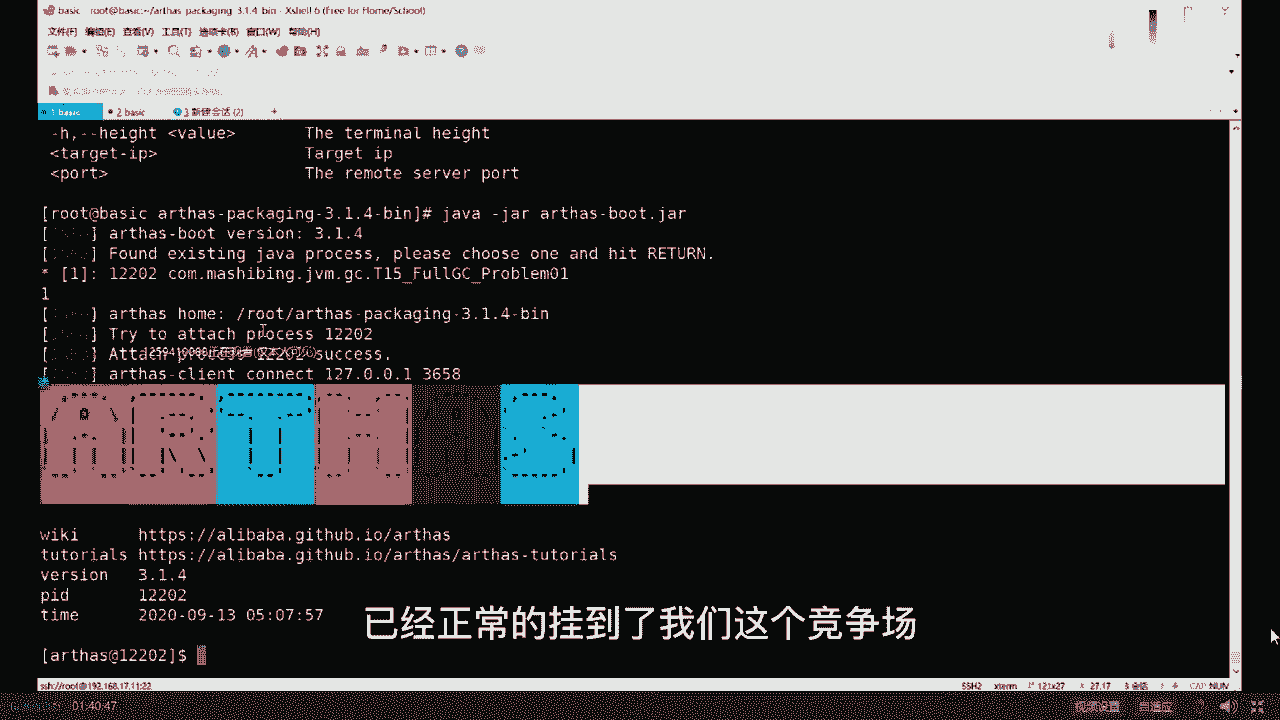 basic - root@basic:~/arthas-packaging-3.1.4-bin - Xshell 6 (Free for Home/School)
文件(F) 编辑(E) 查看(V) 工具(T) 选项卡(B) 窗口(W) 帮助(H)
1 basic 2 basic 3 新建会话 (2) +
-h,--height <value> The terminal height
<target-ip> Target ip
<port> The remote server port
[root@basic arthas-packaging-3.1.4-bin]# java -jar arthas-boot.jar
[ ] arthas-boot version: 3.1.4
[ ] Found existing java process, please choose one and hit RETURN.
* [1]: 12202 com.mashibing.jvm.gc.T15_FullGC_Problem01
1
[ ] arthas home: /root/arthas-packaging-3.1.4-bin
[ ] Try to attach process 12202
[ ] Attach process 12202 success.
[ ] arthas-client connect 127.0.0.1 3658
ARTHAS
wiki https://alibaba.github.io/arthas
tutorials https://alibaba.github.io/arthas/arthas-tutorials
version 3.1.4
pid 12202
time 2020-09-13 05:07:57
已经正常的挂到了我们这个竞争场
[arthas@12202]$
ssh://root@192.168.17.11:22 SSH2 xterm 121x27 27,17 3 会话 CAP NUM
01:40:47 视频设置 自适应